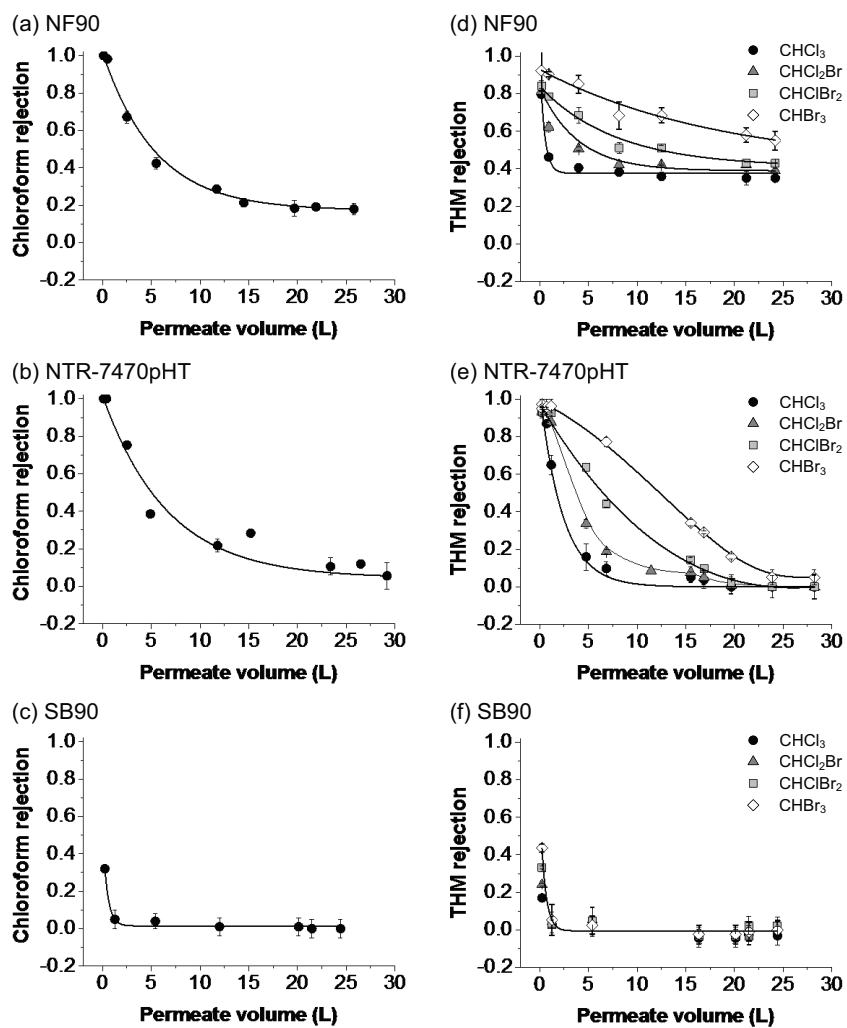 (a) NF90
1.0
0.8
0.6
0.4
0.2
0.0
-0.2
Chloroform rejection
0 5 10 15 20 25 30
Permeate volume (L)
(d) NF90
1.0
0.8
0.6
0.4
0.2
0.0
-0.2
THM rejection
CHCl₃
CHCl₂Br
CHClBr₂
CHBr₃
0 5 10 15 20 25 30
Permeate volume (L)
(b) NTR-7470pHT
1.0
0.8
0.6
0.4
0.2
0.0
-0.2
Chloroform rejection
0 5 10 15 20 25 30
Permeate volume (L)
(e) NTR-7470pHT
1.0
0.8
0.6
0.4
0.2
0.0
-0.2
THM rejection
CHCl₃
CHCl₂Br
CHClBr₂
CHBr₃
0 5 10 15 20 25 30
Permeate volume (L)
(c) SB90
1.0
0.8
0.6
0.4
0.2
0.0
-0.2
Chloroform rejection
0 5 10 15 20 25 30
Permeate volume (L)
(f) SB90
1.0
0.8
0.6
0.4
0.2
0.0
-0.2
THM rejection
CHCl₃
CHCl₂Br
CHClBr₂
CHBr₃
0 5 10 15 20 25 30
Permeate volume (L)